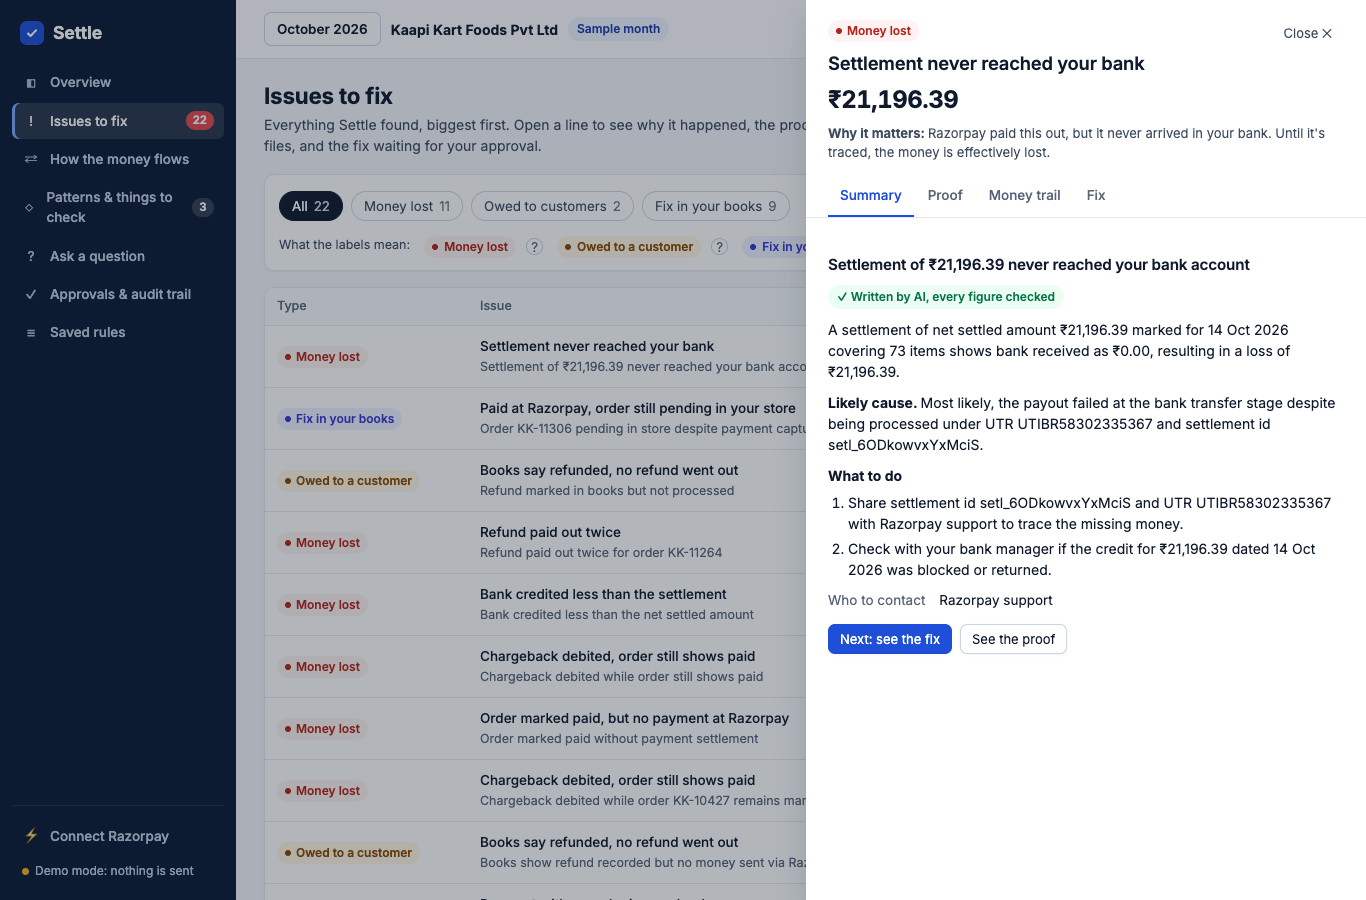 Settle
Overview
! Issues to fix 22
How the money flows
Patterns & things to
check 3
? Ask a question
Approvals & audit trail
Saved rules
Connect Razorpay
Demo mode: nothing is sent
October 2026 Kaapi Kart Foods Pvt Ltd Sample month
Issues to fix
Everything Settle found, biggest first. Open a line to see why it happened, the proo
files, and the fix waiting for your approval.
All 22 Money lost 11 Owed to customers 2 Fix in your books 9
What the labels mean: Money lost ? Owed to a customer ? Fix in yo
Type Issue
Money lost Settlement never reached your bank
Settlement of ₹21,196.39 never reached your bank acco
Fix in your books Paid at Razorpay, order still pending in your store
Order KK-11306 pending in store despite payment captu
Owed to a customer Books say refunded, no refund went out
Refund marked in books but not processed
Money lost Refund paid out twice
Refund paid out twice for order KK-11264
Money lost Bank credited less than the settlement
Bank credited less than the net settled amount
Money lost Chargeback debited, order still shows paid
Chargeback debited while order still shows paid
Money lost Order marked paid, but no payment at Razorpay
Order marked paid without payment settlement
Money lost Chargeback debited, order still shows paid
Chargeback debited while order KK-10427 remains mar
Owed to a customer Books say refunded, no refund went out
Books show refund recorded but no money sent via Raz
Money lost
Close ×
Settlement never reached your bank
₹21,196.39
Why it matters: Razorpay paid this out, but it never arrived in your bank. Until it's
traced, the money is effectively lost.
Summary Proof Money trail Fix
Settlement of ₹21,196.39 never reached your bank account
✓ Written by AI, every figure checked
A settlement of net settled amount ₹21,196.39 marked for 14 Oct 2026
covering 73 items shows bank received as ₹0.00, resulting in a loss of
₹21,196.39.
Likely cause. Most likely, the payout failed at the bank transfer stage despite
being processed under UTR UTIBR58302335367 and settlement id
setl_6ODkowvxYxMciS.
What to do
1. Share settlement id setl_6ODkowvxYxMciS and UTR UTIBR58302335367
with Razorpay support to trace the missing money.
2. Check with your bank manager if the credit for ₹21,196.39 dated 14 Oct
2026 was blocked or returned.
Who to contact Razorpay support
Next: see the fix See the proof